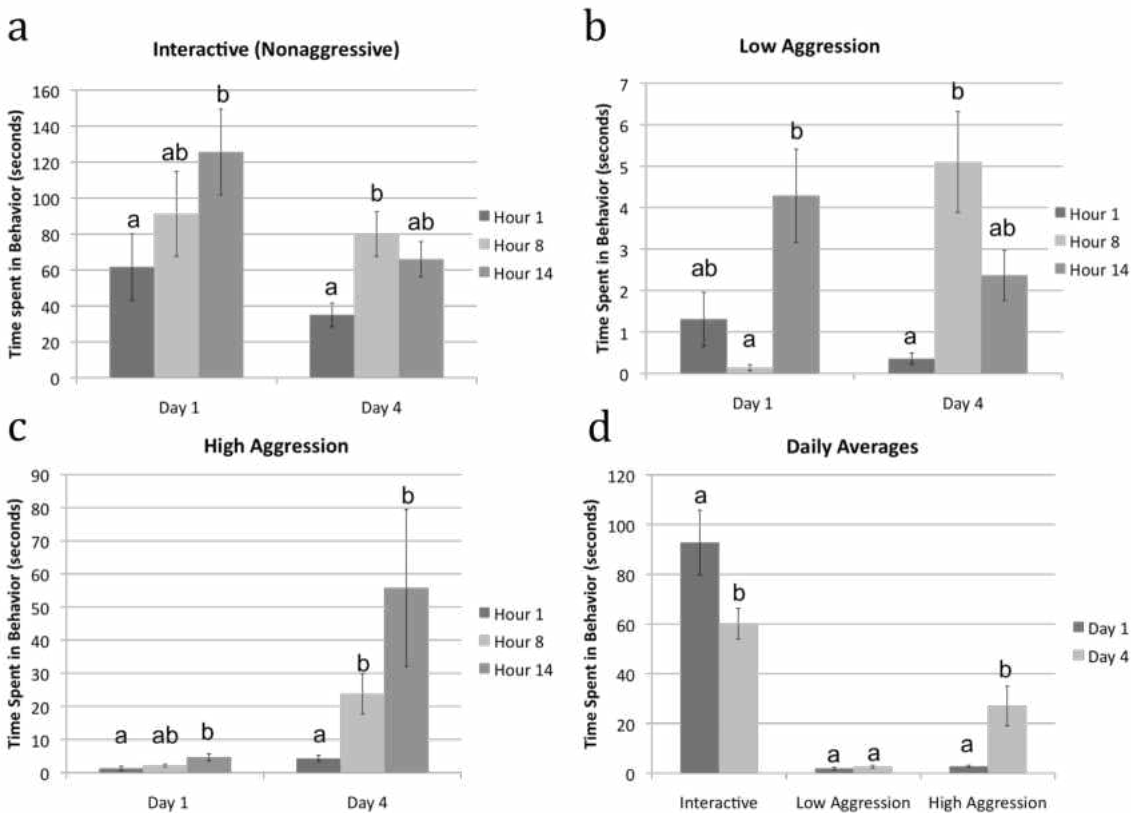 a
Interactive (Nonaggressive)
Time Spent in Behavior (seconds)
160
140
120
100
80
60
40
20
0
a
ab
b
a
b
ab
Day 1
Day 4
Hour 1
Hour 8
Hour 14
b
Low Aggression
Time Spent in Behavior (seconds)
7
6
5
4
3
2
1
0
ab
a
b
a
b
ab
Day 1
Day 4
Hour 1
Hour 8
Hour 14
c
High Aggression
Time Spent in Behavior (seconds)
90
80
70
60
50
40
30
20
10
0
a
ab
b
a
b
b
Day 1
Day 4
Hour 1
Hour 8
Hour 14
d
Daily Averages
Time Spent in Behavior (seconds)
120
100
80
60
40
20
0
a
b
a
a
a
b
Interactive
Low Aggression
High Aggression
Day 1
Day 4